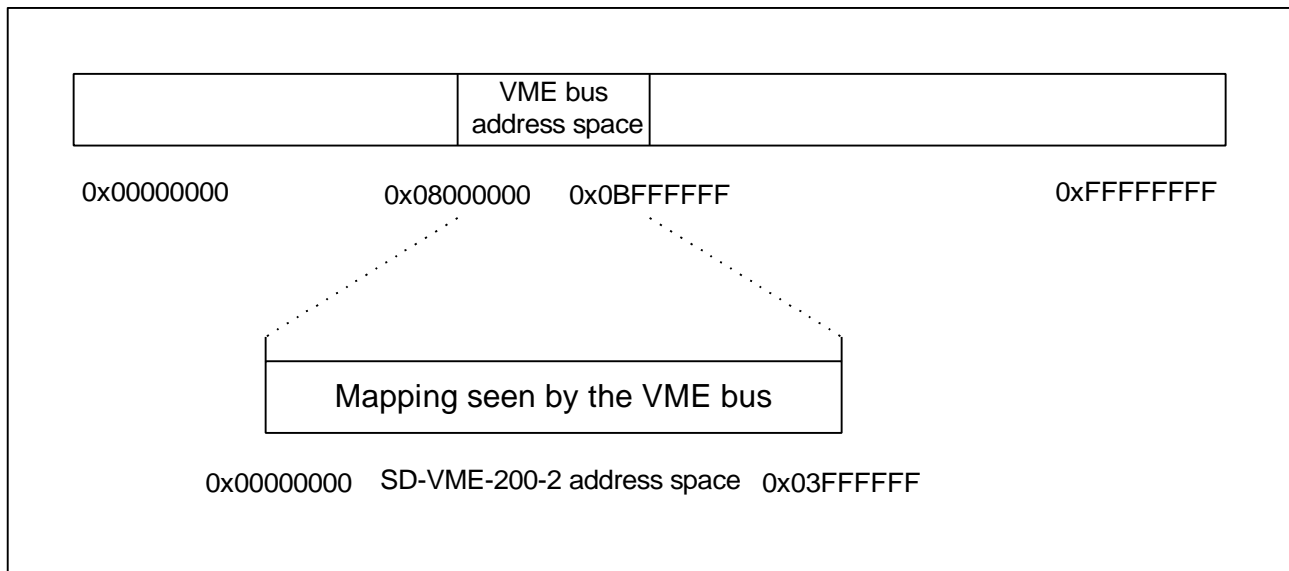 VME bus
address space
0x00000000 0x08000000 0x0BFFFFFF 0xFFFFFFFF
Mapping seen by the VME bus
0x00000000 SD-VME-200-2 address space 0x03FFFFFF